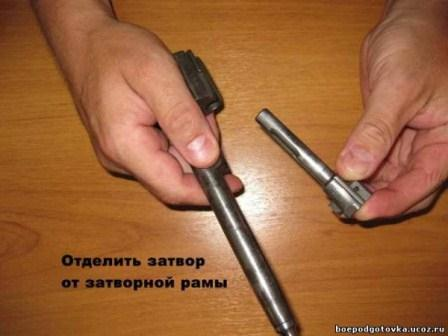 Отделить затвор
от затворной рамы
boepodgotovka.ucoz.ru